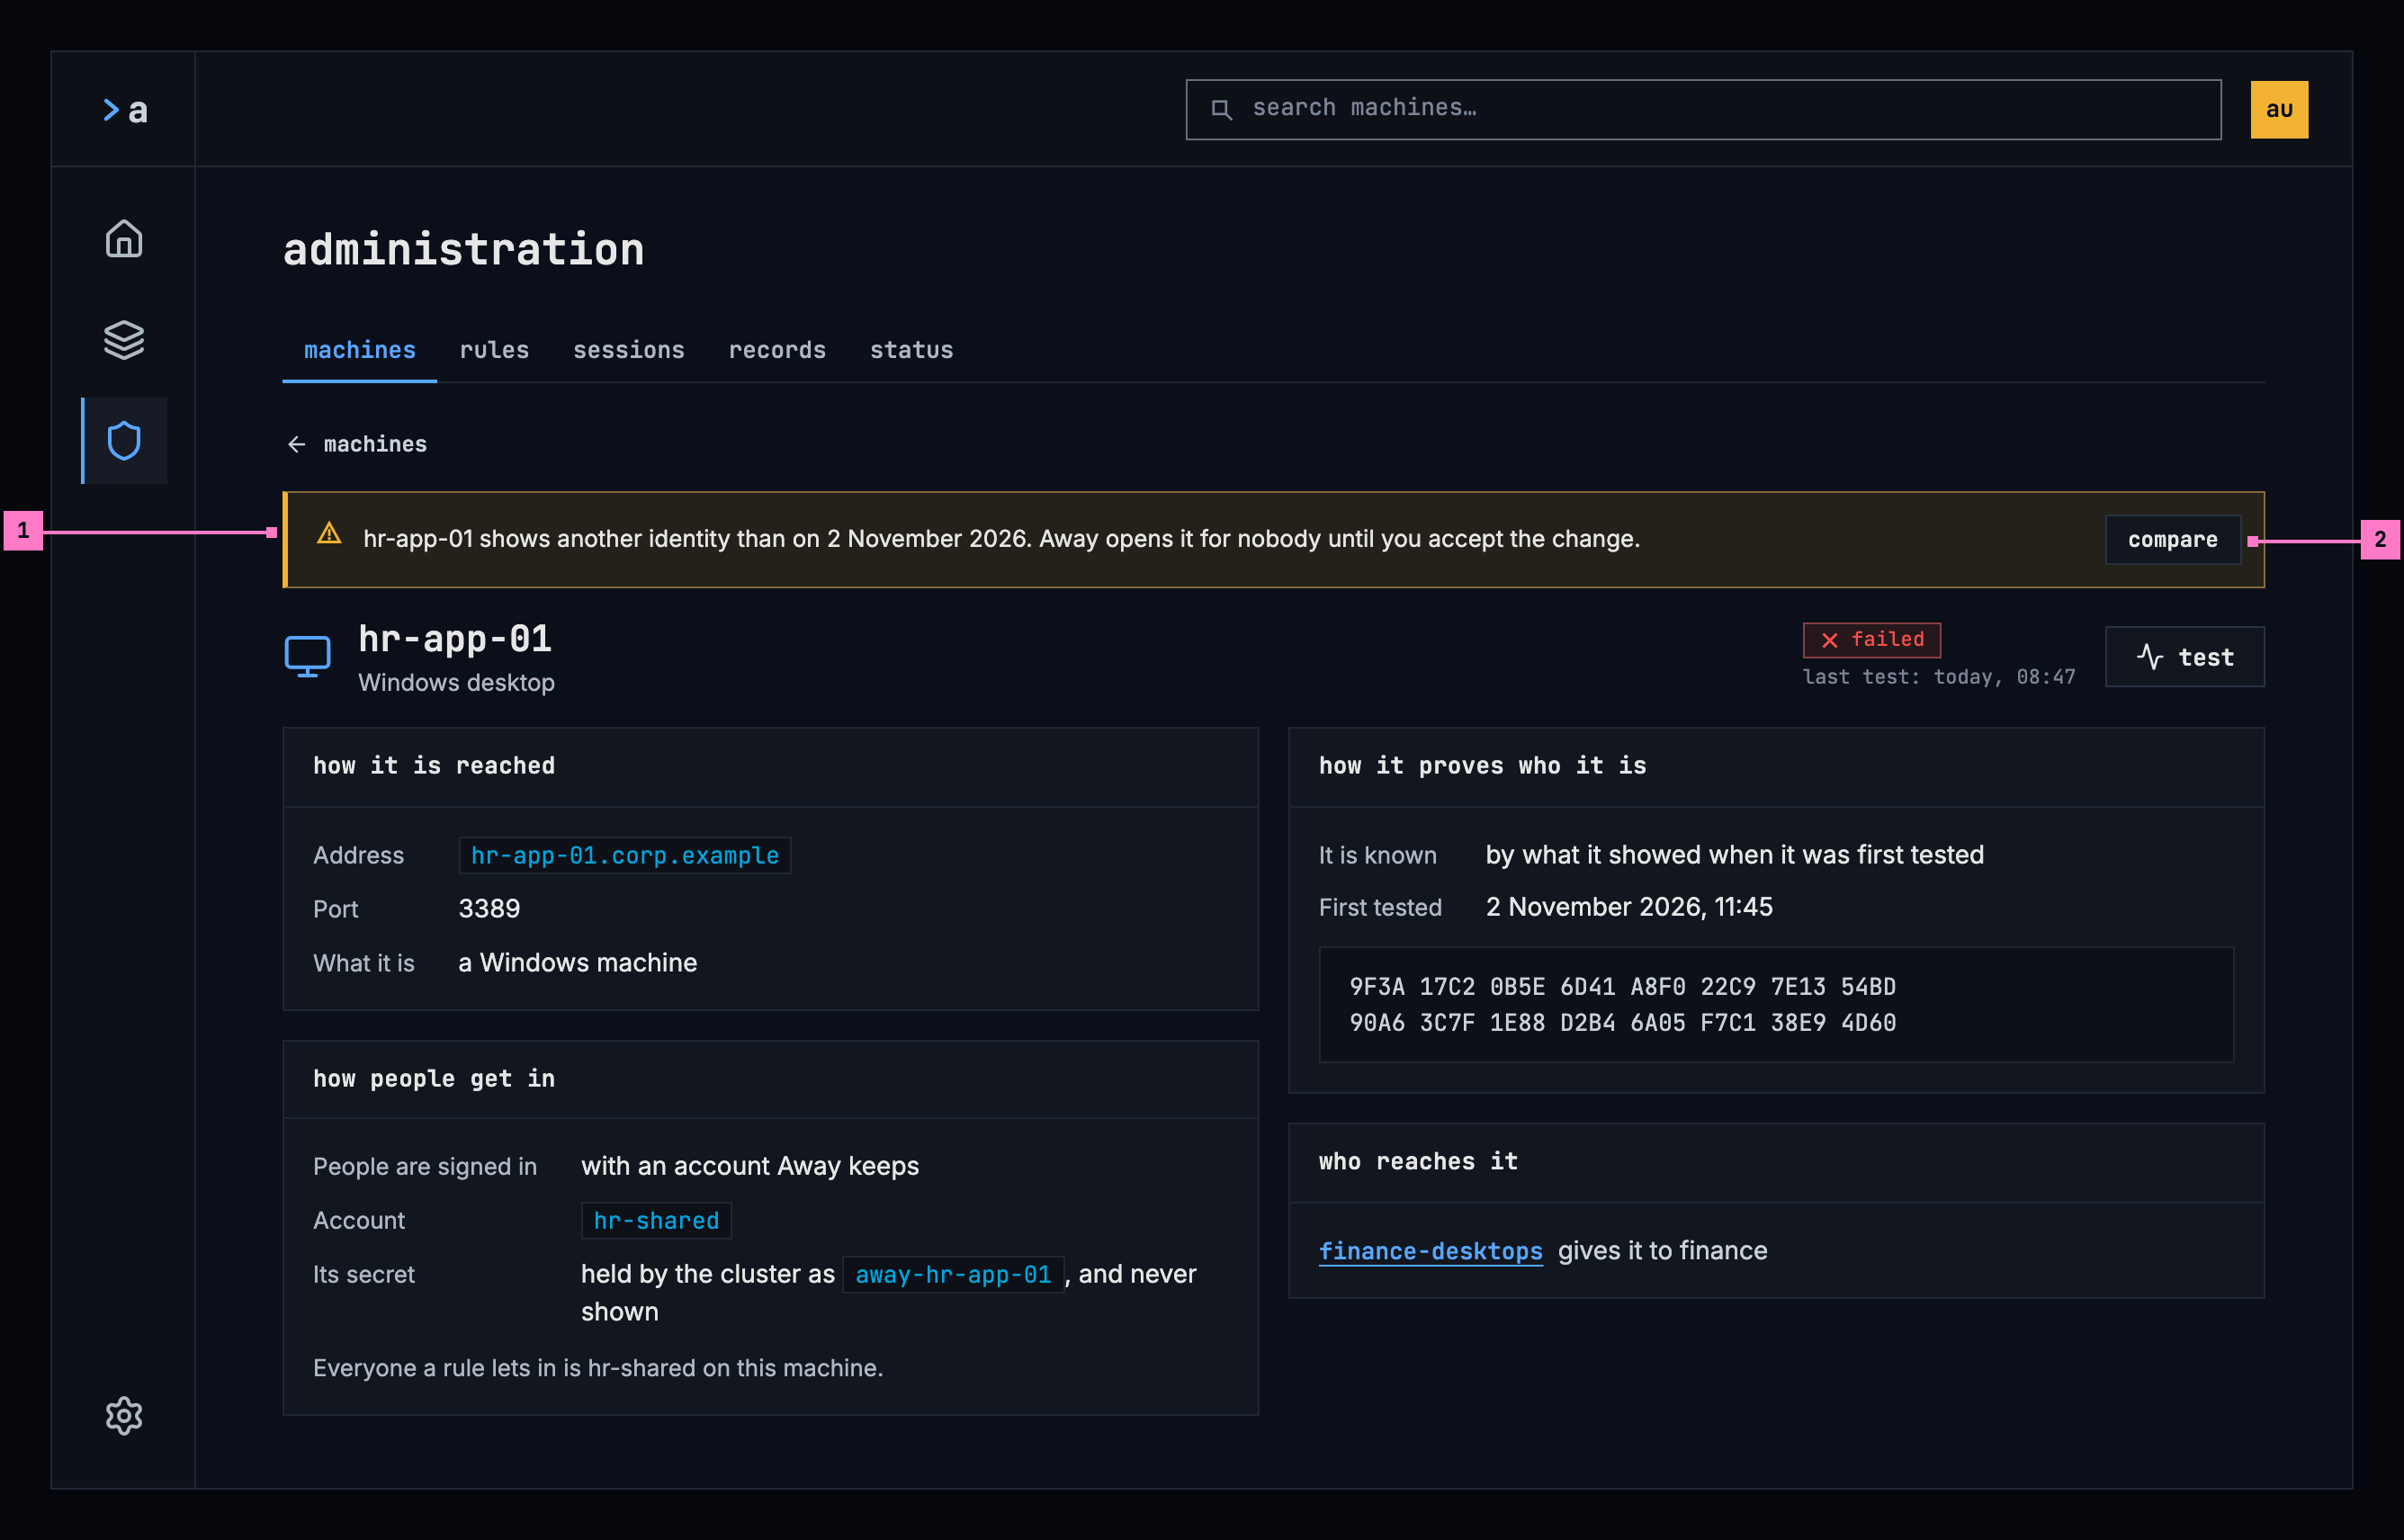 >a
search machines…
au
administration
machines
rules
sessions
records
status
← machines
1
hr-app-01 shows another identity than on 2 November 2026. Away opens it for nobody until you accept the change.
compare
2
hr-app-01
Windows desktop
failed
last test: today, 08:47
test
how it is reached
Address hr-app-01.corp.example
Port 3389
What it is a Windows machine
how people get in
People are signed in with an account Away keeps
Account hr-shared
Its secret held by the cluster as away-hr-app-01, and never
shown
Everyone a rule lets in is hr-shared on this machine.
how it proves who it is
It is known by what it showed when it was first tested
First tested 2 November 2026, 11:45
9F3A 17C2 0B5E 6D41 A8F0 22C9 7E13 54BD
90A6 3C7F 1E88 D2B4 6A05 F7C1 38E9 4D60
who reaches it
finance-desktops gives it to finance